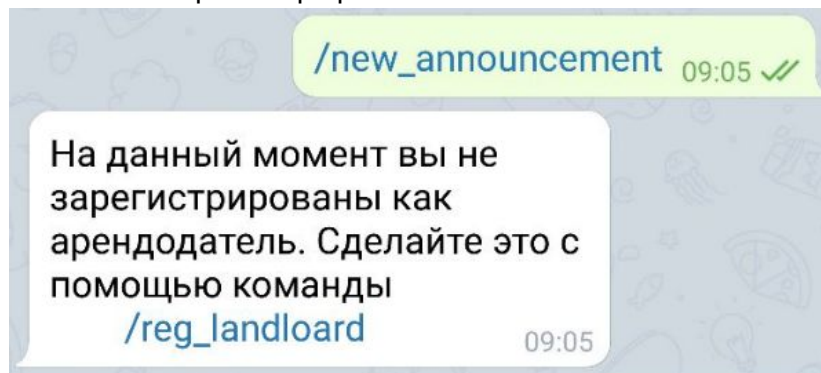 /new_announcement 09:05
На данный момент вы не
зарегистрированы как
арендодатель. Сделайте это с
помощью команды
/reg_landloard 09:05